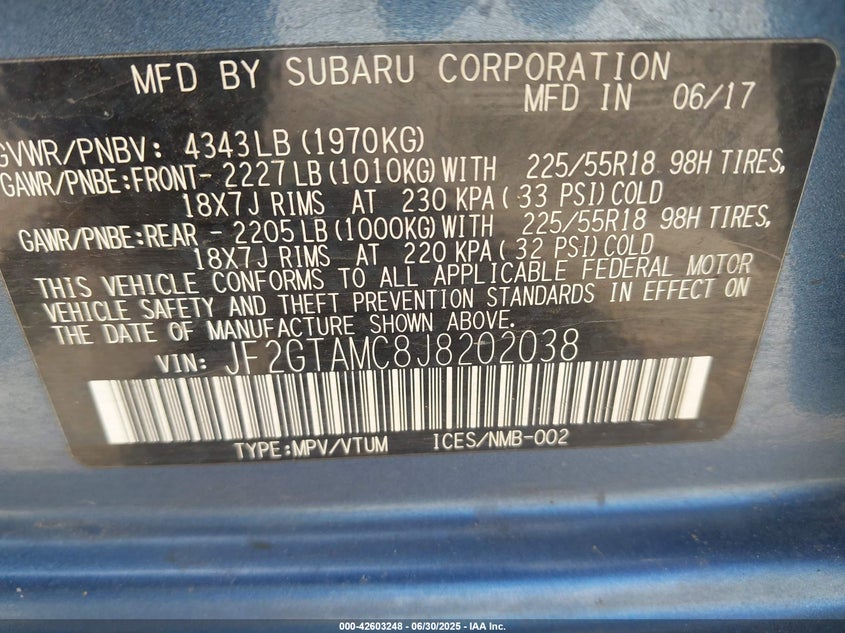 MFD BY SUBARU CORPORATION
MFD IN 06/17
GVWR/PNBV: 4343LB (1970KG)
GAWR/PNBE:FRONT- 2227LB (1010KG) WITH 225/55R18 98H TIRES,
18X7J RIMS AT 230 KPA( 33 PSI) COLD
GAWR/PNBE:REAR - 2205LB (1000KG) WITH 225/55R18 98H TIRES,
18X7J RIMS AT 220 KPA( 32 PSI) COLD
THIS VEHICLE CONFORMS TO ALL APPLICABLE FEDERAL MOTOR
VEHICLE SAFETY AND THEFT PREVENTION STANDARDS IN EFFECT ON
THE DATE OF MANUFACTURE SHOWN ABOVE.
VIN: JF2GTAMC8J8202038
TYPE:MPV/VTUM ICES/NMB-002
000-42603248 - 06/30/2025 - IAA Inc.